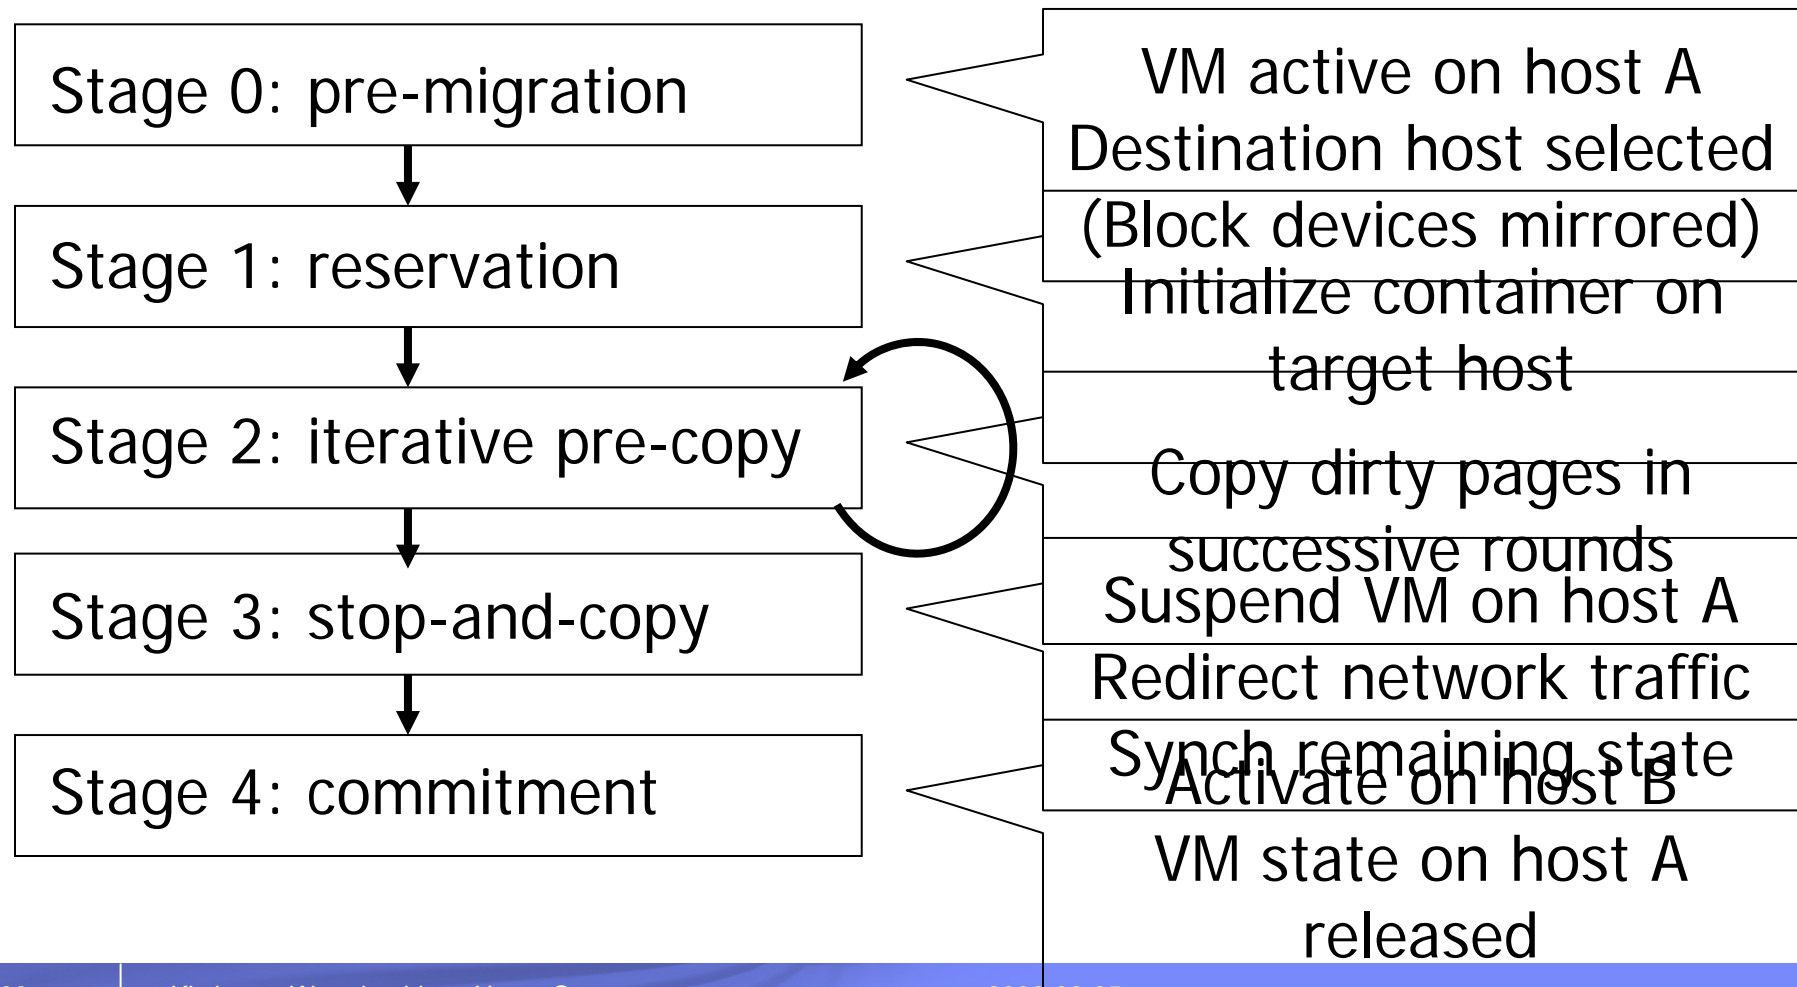 Stage 0: pre-migration
VM active on host A
Destination host selected
(Block devices mirrored)
Stage 1: reservation
Initialize container on
target host
Stage 2: iterative pre-copy
Copy dirty pages in
successive rounds
Stage 3: stop-and-copy
Suspend VM on host A
Redirect network traffic
Synch remaining state
Stage 4: commitment
Activate on host B
VM state on host A
released